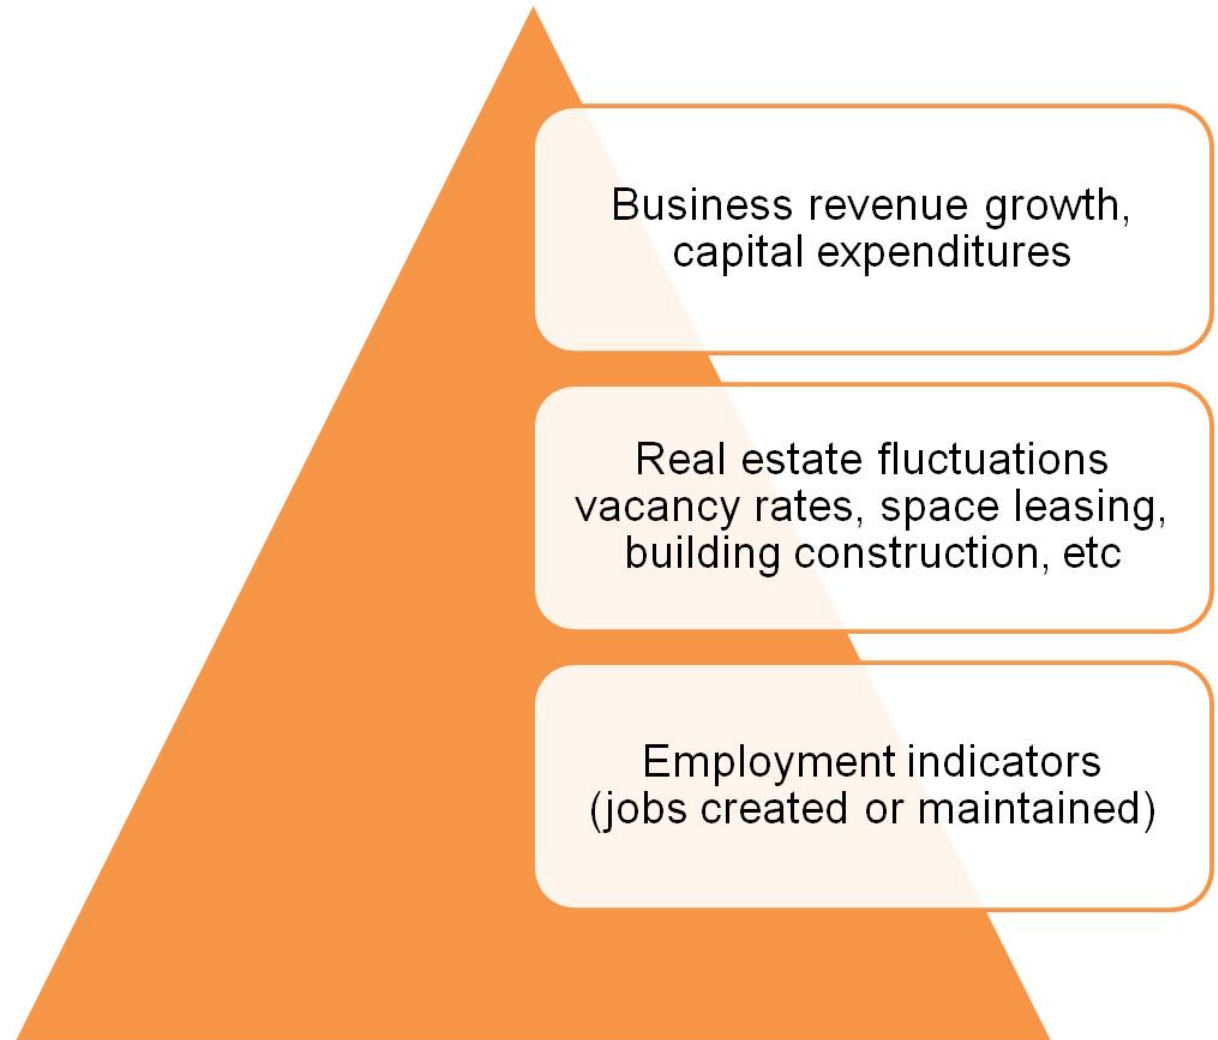 Business revenue growth,
capital expenditures
Real estate fluctuations
vacancy rates, space leasing,
building construction, etc
Employment indicators
(jobs created or maintained)